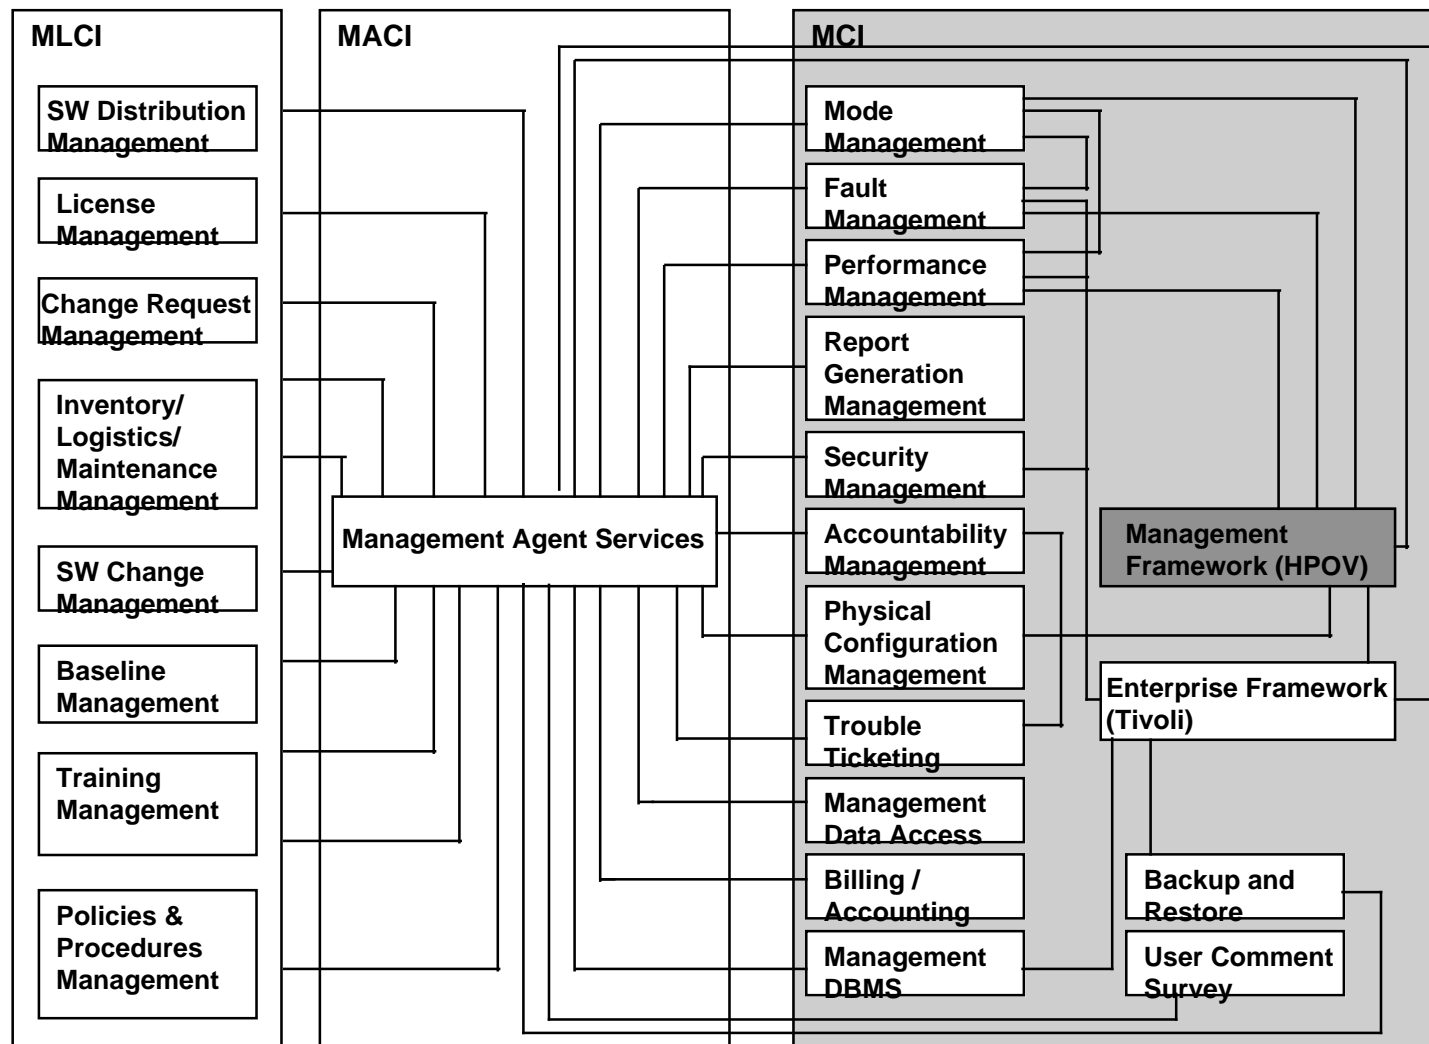 MLCI
SW Distribution
Management
License
Management
Change Request
Management
Inventory/
Logistics/
Maintenance
Management
SW Change
Management
Baseline
Management
Training
Management
Policies &
Procedures
Management
MACI
Management Agent Services
MCI
Mode
Management
Fault
Management
Performance
Management
Report
Generation
Management
Security
Management
Accountability
Management
Physical
Configuration
Management
Trouble
Ticketing
Management
Data Access
Billing /
Accounting
Management
DBMS
Management
Framework (HPOV)
Enterprise Framework
(Tivoli)
Backup and
Restore
User Comment
Survey